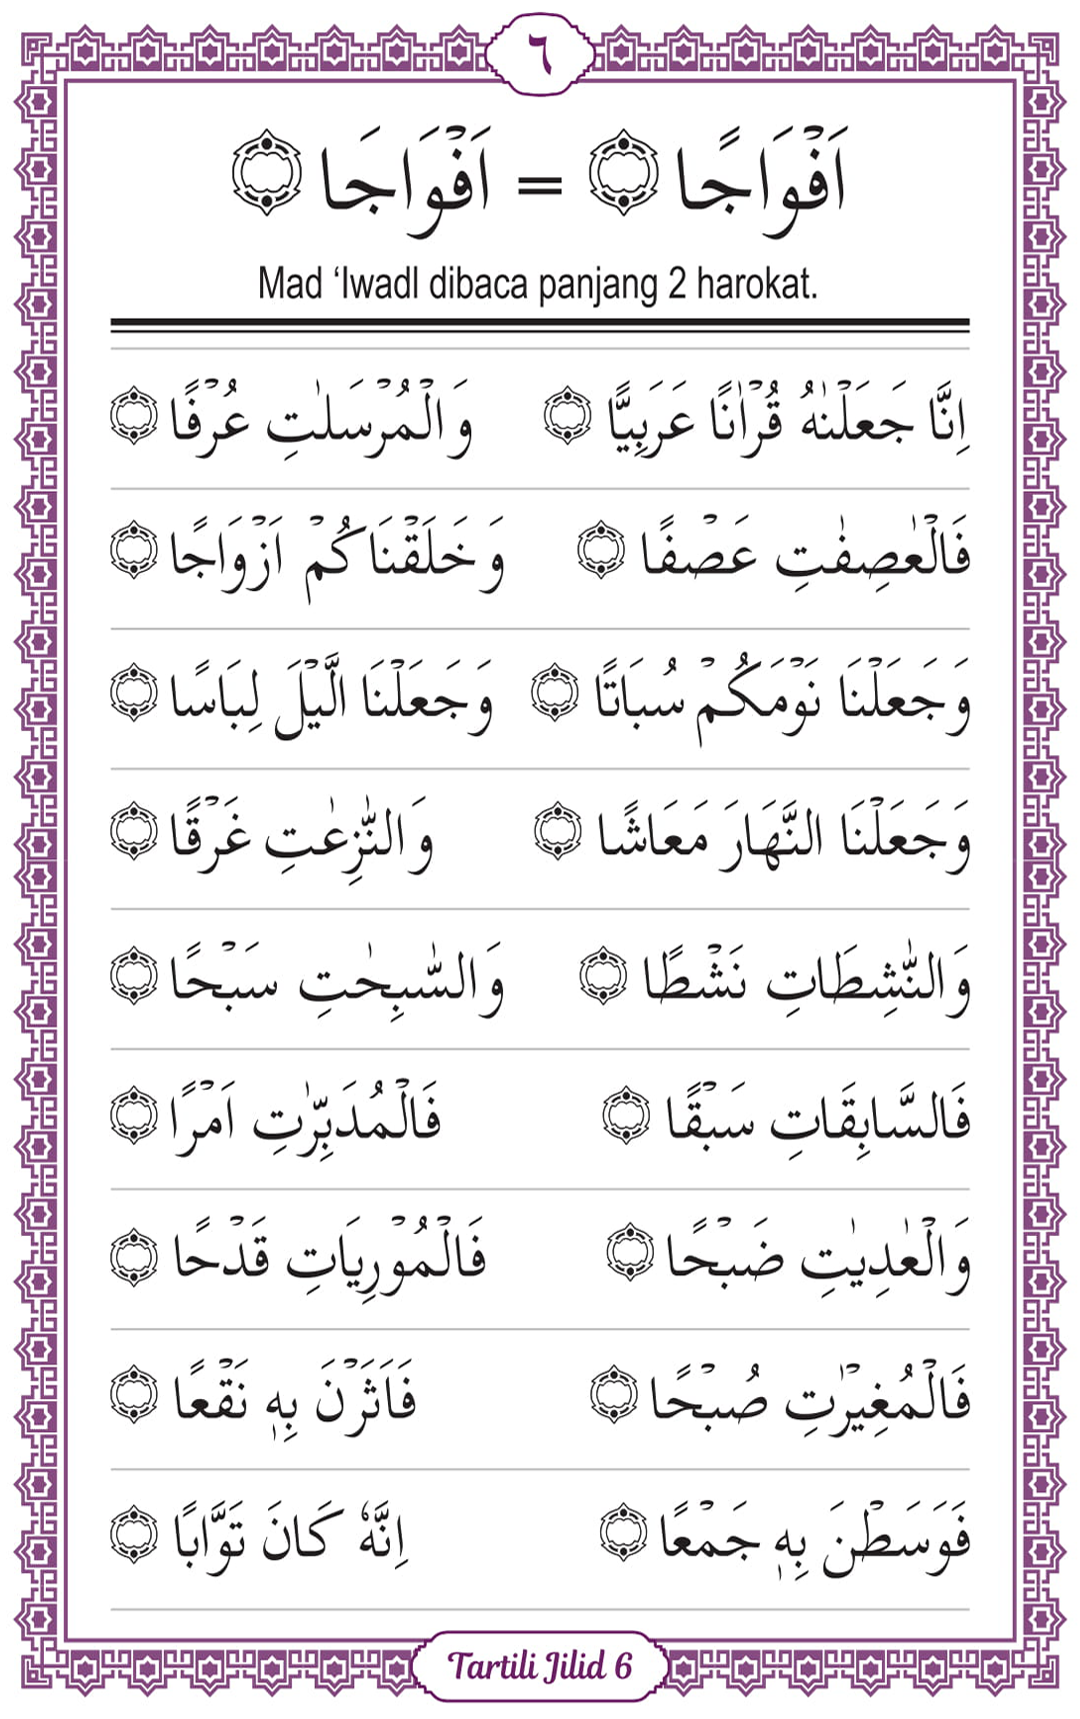 ٦
اَفْوَاجًا ۝ = اَفْوَاجَا ۝
Mad ‘Iwadl dibaca panjang 2 harokat.
اِنَّا جَعَلْنٰهُ قُرْاٰنًا عَرَبِيًّا ۝ وَالْمُرْسَلٰتِ عُرْفًا ۝
فَالْعٰصِفٰتِ عَصْفًا ۝ وَخَلَقْنَاكُمْ اَزْوَاجًا ۝
وَجَعَلْنَا نَوْمَكُمْ سُبَاتًا ۝ وَجَعَلْنَا الَّيْلَ لِبَاسًا ۝
وَجَعَلْنَا النَّهَارَ مَعَاشًا ۝ وَالنّٰزِعٰتِ غَرْقًا ۝
وَالنّٰشِطَاتِ نَشْطًا ۝ وَالسّٰبِحٰتِ سَبْحًا ۝
فَالسَّابِقَاتِ سَبْقًا ۝ فَالْمُدَبِّرٰتِ اَمْرًا ۝
وَالْعٰدِيٰتِ ضَبْحًا ۝ فَالْمُوْرِيَاتِ قَدْحًا ۝
فَالْمُغِيْرٰتِ صُبْحًا ۝ فَاَثَرْنَ بِهٖ نَقْعًا ۝
فَوَسَطْنَ بِهٖ جَمْعًا ۝ اِنَّهٗ كَانَ تَوَّابًا ۝
Tartili Jilid 6